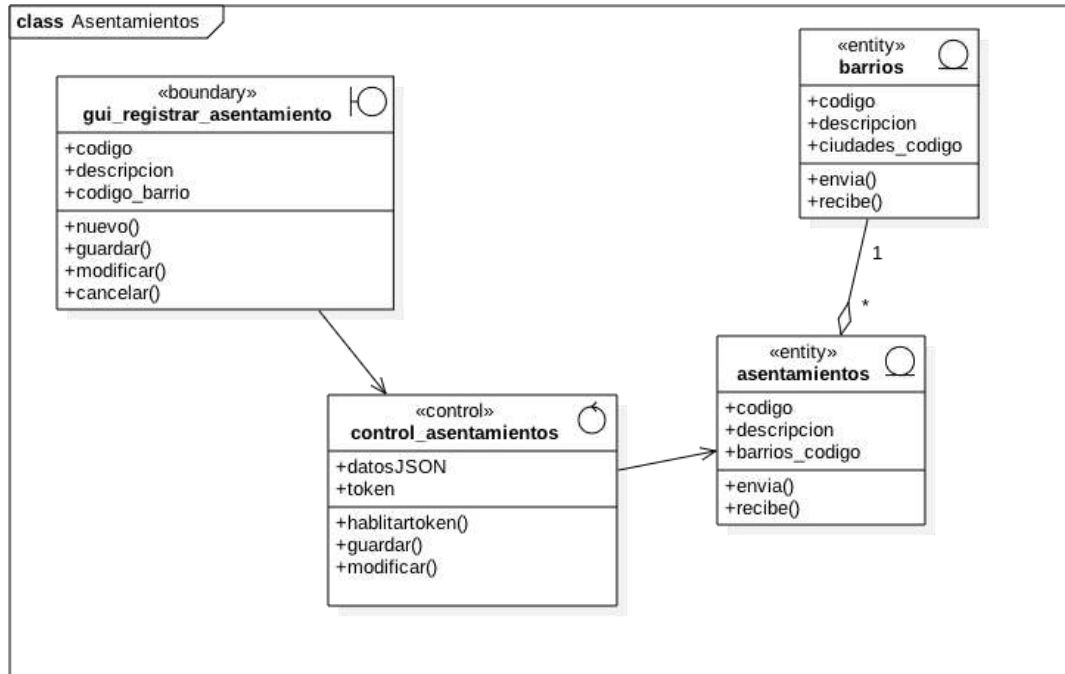 class Asentamientos
«boundary»
gui_registrar_asentamiento
+codigo
+descripcion
+codigo_barrio
+nuevo()
+guardar()
+modificar()
+cancelar()
«entity»
barrios
+codigo
+descripcion
+ciudades_codigo
+envia()
+recibe()
1
*
«control»
control_asentamientos
+datosJSON
+token
+hablitartoken()
+guardar()
+modificar()
«entity»
asentamientos
+codigo
+descripcion
+barrios_codigo
+envia()
+recibe()